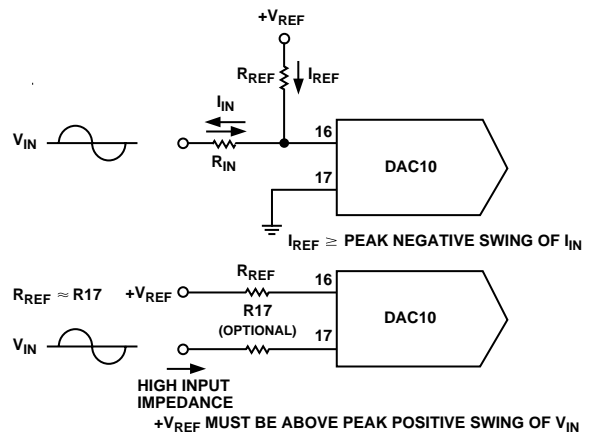 +VREF
RREF
IREF
IIN
VIN
RIN
16
17
DAC10
IREF ≥ PEAK NEGATIVE SWING OF IIN
RREF ≈ R17
+VREF
RREF
16
R17
(OPTIONAL)
17
DAC10
VIN
HIGH INPUT
IMPEDANCE
+VREF MUST BE ABOVE PEAK POSITIVE SWING OF VIN